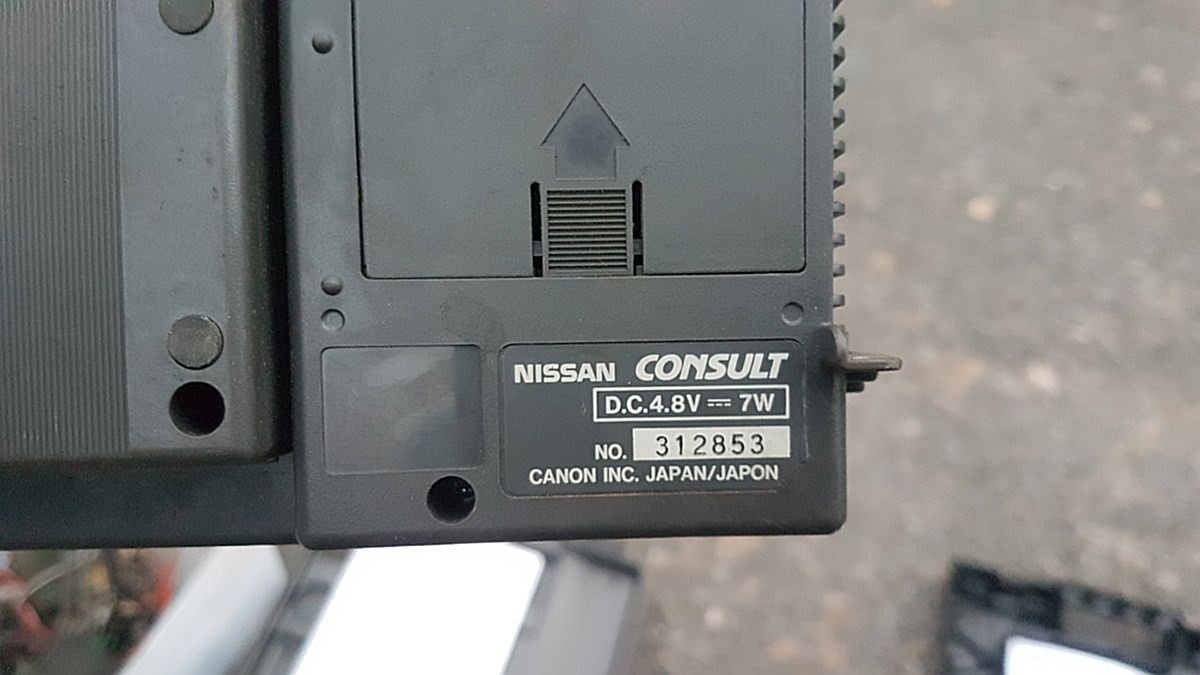 NISSAN CONSULT
D.C.4.8V ⎓ 7W
NO. 312853
CANON INC. JAPAN/JAPON